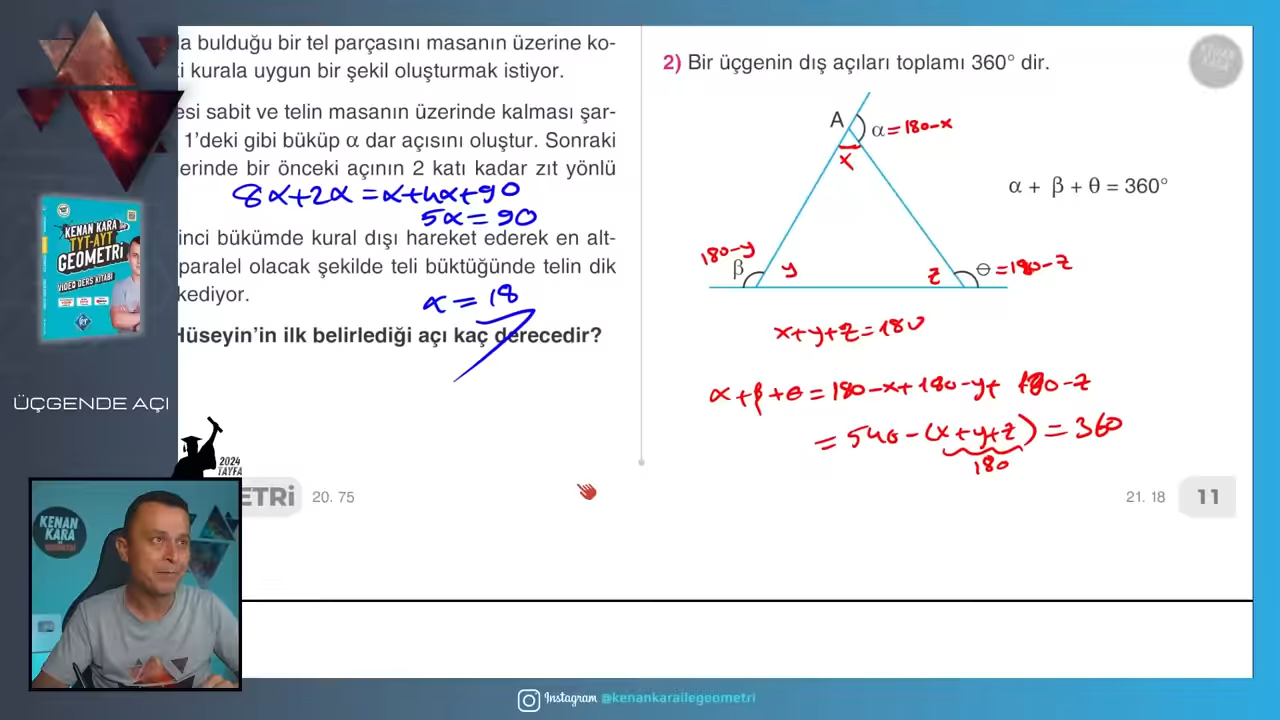 la bulduğu bir tel parçasını masanın üzerine ko-
ki kurala uygun bir şekil oluşturmak istiyor.
esi sabit ve telin masanın üzerinde kalması şar-
1'deki gibi büküp α dar açısını oluştur. Sonraki
erinde bir önceki açının 2 katı kadar zıt yönlü
8α+2α=α+4α+90
5α=90
inci bükümde kural dışı hareket ederek en alt-
paralel olacak şekilde teli büktüğünde telin dik
kediyor.
α=18
Hüseyin'in ilk belirlediği açı kaç derecedir?
ETRİ
20. 75
2) Bir üçgenin dış açıları toplamı 360° dir.
A
α=180-x
x
α + β + θ = 360°
180-y
β
y
z
θ=180-z
x+y+z=180
α+β+θ=180-x+180-y+180-z
=540-(x+y+z)=360
180
21. 18
11
KENAN KARA
TYT-AYT
GEOMETRİ
VİDEO DERS KİTABI
ÜÇGENDE AÇI
2024
TAYFA
KENAN
KARA
Instagram @kenankarailegeometri